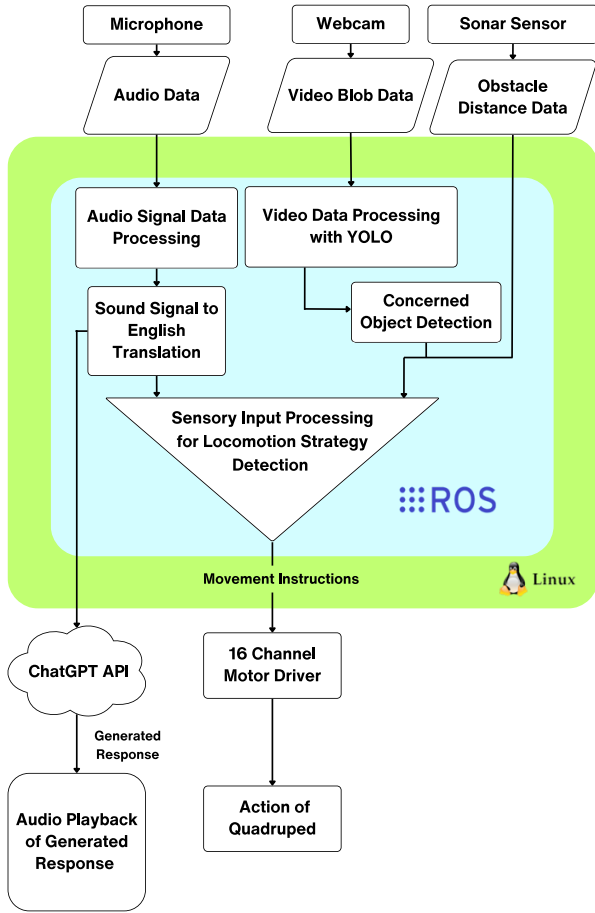 Microphone
Webcam
Sonar Sensor
Audio Data
Video Blob Data
Obstacle
Distance Data
Audio Signal Data
Processing
Video Data Processing
with YOLO
Sound Signal to
English
Translation
Concerned
Object Detection
Sensory Input Processing
for Locomotion Strategy
Detection
ROS
Movement Instructions
Linux
ChatGPT API
16 Channel
Motor Driver
Generated
Response
Audio Playback
of Generated
Response
Action of
Quadruped